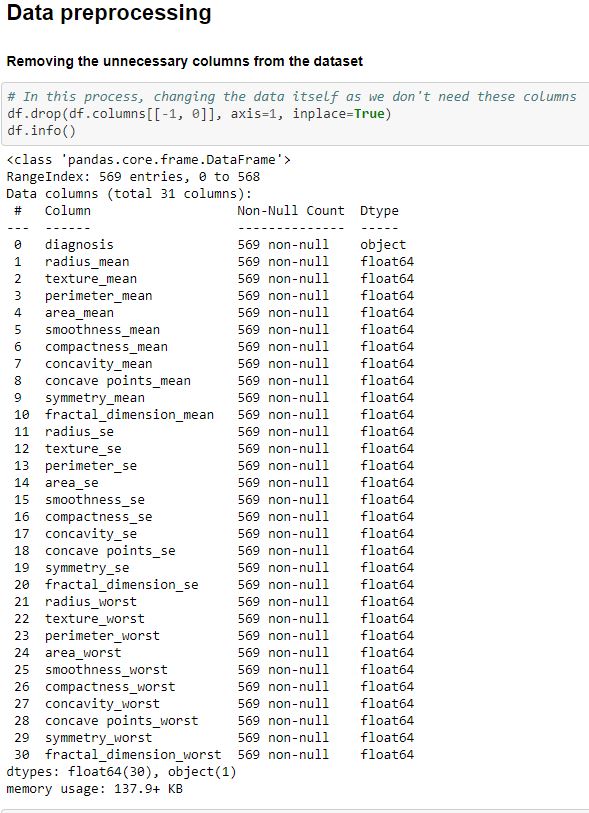 Data preprocessing
Removing the unnecessary columns from the dataset
# In this process, changing the data itself as we don't need these columns
df.drop(df.columns[[-1, 0]], axis=1, inplace=True)
df.info()
<class 'pandas.core.frame.DataFrame'>
RangeIndex: 569 entries, 0 to 568
Data columns (total 31 columns):
 #   Column                   Non-Null Count  Dtype
---  ------                   --------------  -----
 0   diagnosis                569 non-null    object
 1   radius_mean              569 non-null    float64
 2   texture_mean             569 non-null    float64
 3   perimeter_mean           569 non-null    float64
 4   area_mean                569 non-null    float64
 5   smoothness_mean          569 non-null    float64
 6   compactness_mean         569 non-null    float64
 7   concavity_mean           569 non-null    float64
 8   concave points_mean      569 non-null    float64
 9   symmetry_mean            569 non-null    float64
 10  fractal_dimension_mean   569 non-null    float64
 11  radius_se                569 non-null    float64
 12  texture_se               569 non-null    float64
 13  perimeter_se             569 non-null    float64
 14  area_se                  569 non-null    float64
 15  smoothness_se            569 non-null    float64
 16  compactness_se           569 non-null    float64
 17  concavity_se             569 non-null    float64
 18  concave points_se        569 non-null    float64
 19  symmetry_se              569 non-null    float64
 20  fractal_dimension_se     569 non-null    float64
 21  radius_worst             569 non-null    float64
 22  texture_worst            569 non-null    float64
 23  perimeter_worst          569 non-null    float64
 24  area_worst               569 non-null    float64
 25  smoothness_worst         569 non-null    float64
 26  compactness_worst        569 non-null    float64
 27  concavity_worst          569 non-null    float64
 28  concave points_worst     569 non-null    float64
 29  symmetry_worst           569 non-null    float64
 30  fractal_dimension_worst  569 non-null    float64
dtypes: float64(30), object(1)
memory usage: 137.9+ KB